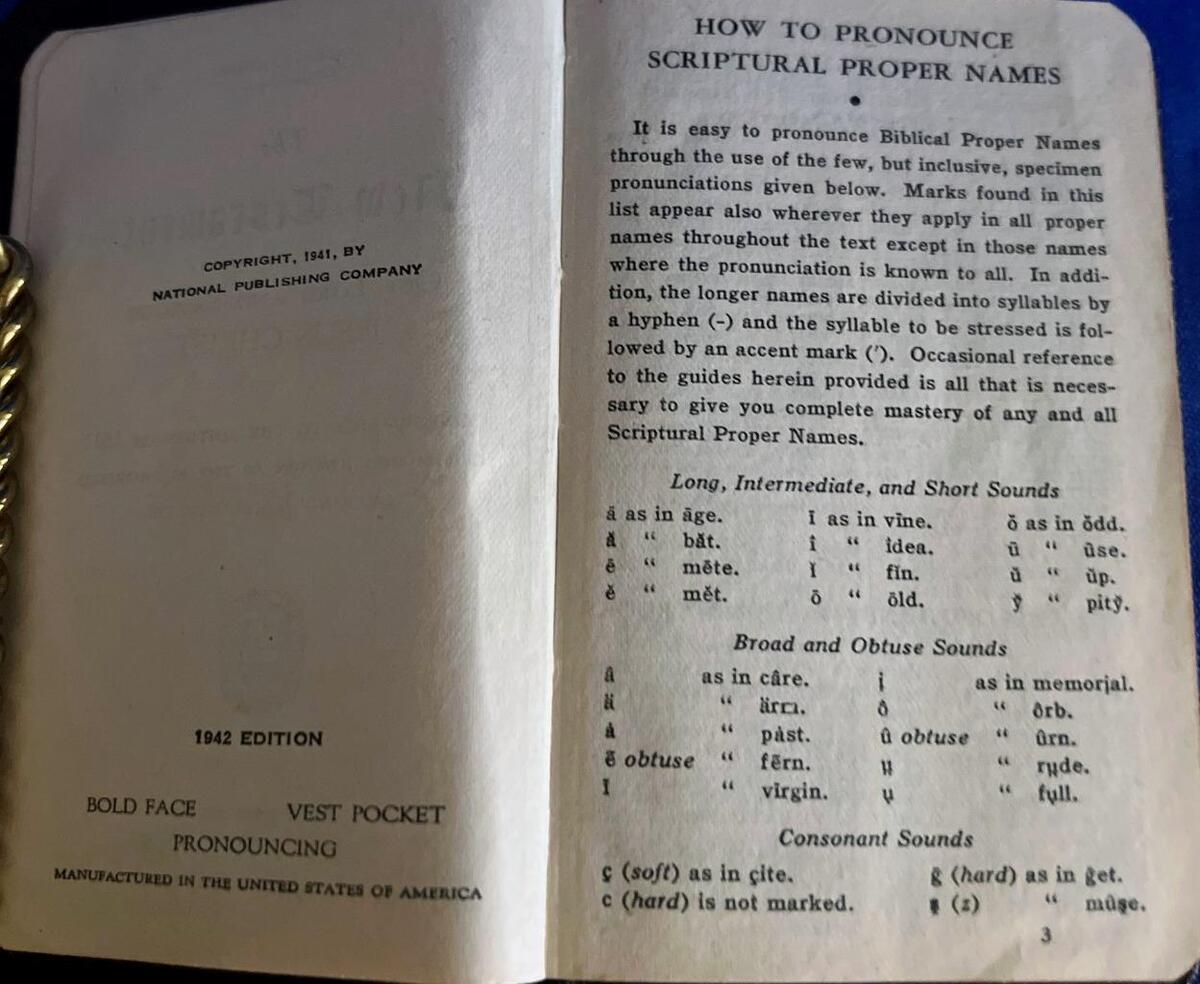 COPYRIGHT, 1941, BY
NATIONAL PUBLISHING COMPANY
1942 EDITION
BOLD FACE VEST POCKET
PRONOUNCING
MANUFACTURED IN THE UNITED STATES OF AMERICA
HOW TO PRONOUNCE
SCRIPTURAL PROPER NAMES
•
It is easy to pronounce Biblical Proper Names
through the use of the few, but inclusive, specimen
pronunciations given below. Marks found in this
list appear also wherever they apply in all proper
names throughout the text except in those names
where the pronunciation is known to all. In addi-
tion, the longer names are divided into syllables by
a hyphen (-) and the syllable to be stressed is fol-
lowed by an accent mark (′). Occasional reference
to the guides herein provided is all that is neces-
sary to give you complete mastery of any and all
Scriptural Proper Names.
Long, Intermediate, and Short Sounds
ā as in āge. ī as in vīne. ŏ as in ŏdd.
ă “ băt. î “ îdea. ū “ ūse.
ē “ mēte. ĭ “ fĭn. ŭ “ ŭp.
ĕ “ mĕt. ō “ ōld. y̆ “ pity̆.
Broad and Obtuse Sounds
â as in câre. i̤ as in memori̤al.
ä “ ärm. ô “ ôrb.
ȧ “ pȧst. û obtuse “ ûrn.
ẽ obtuse “ fẽrn. ṳ “ rṳde.
ĩ “ vĩrgin. ụ “ fụll.
Consonant Sounds
ç (soft) as in çite. ḡ (hard) as in ḡet.
c (hard) is not marked. ș (z) “ mūșe.
3